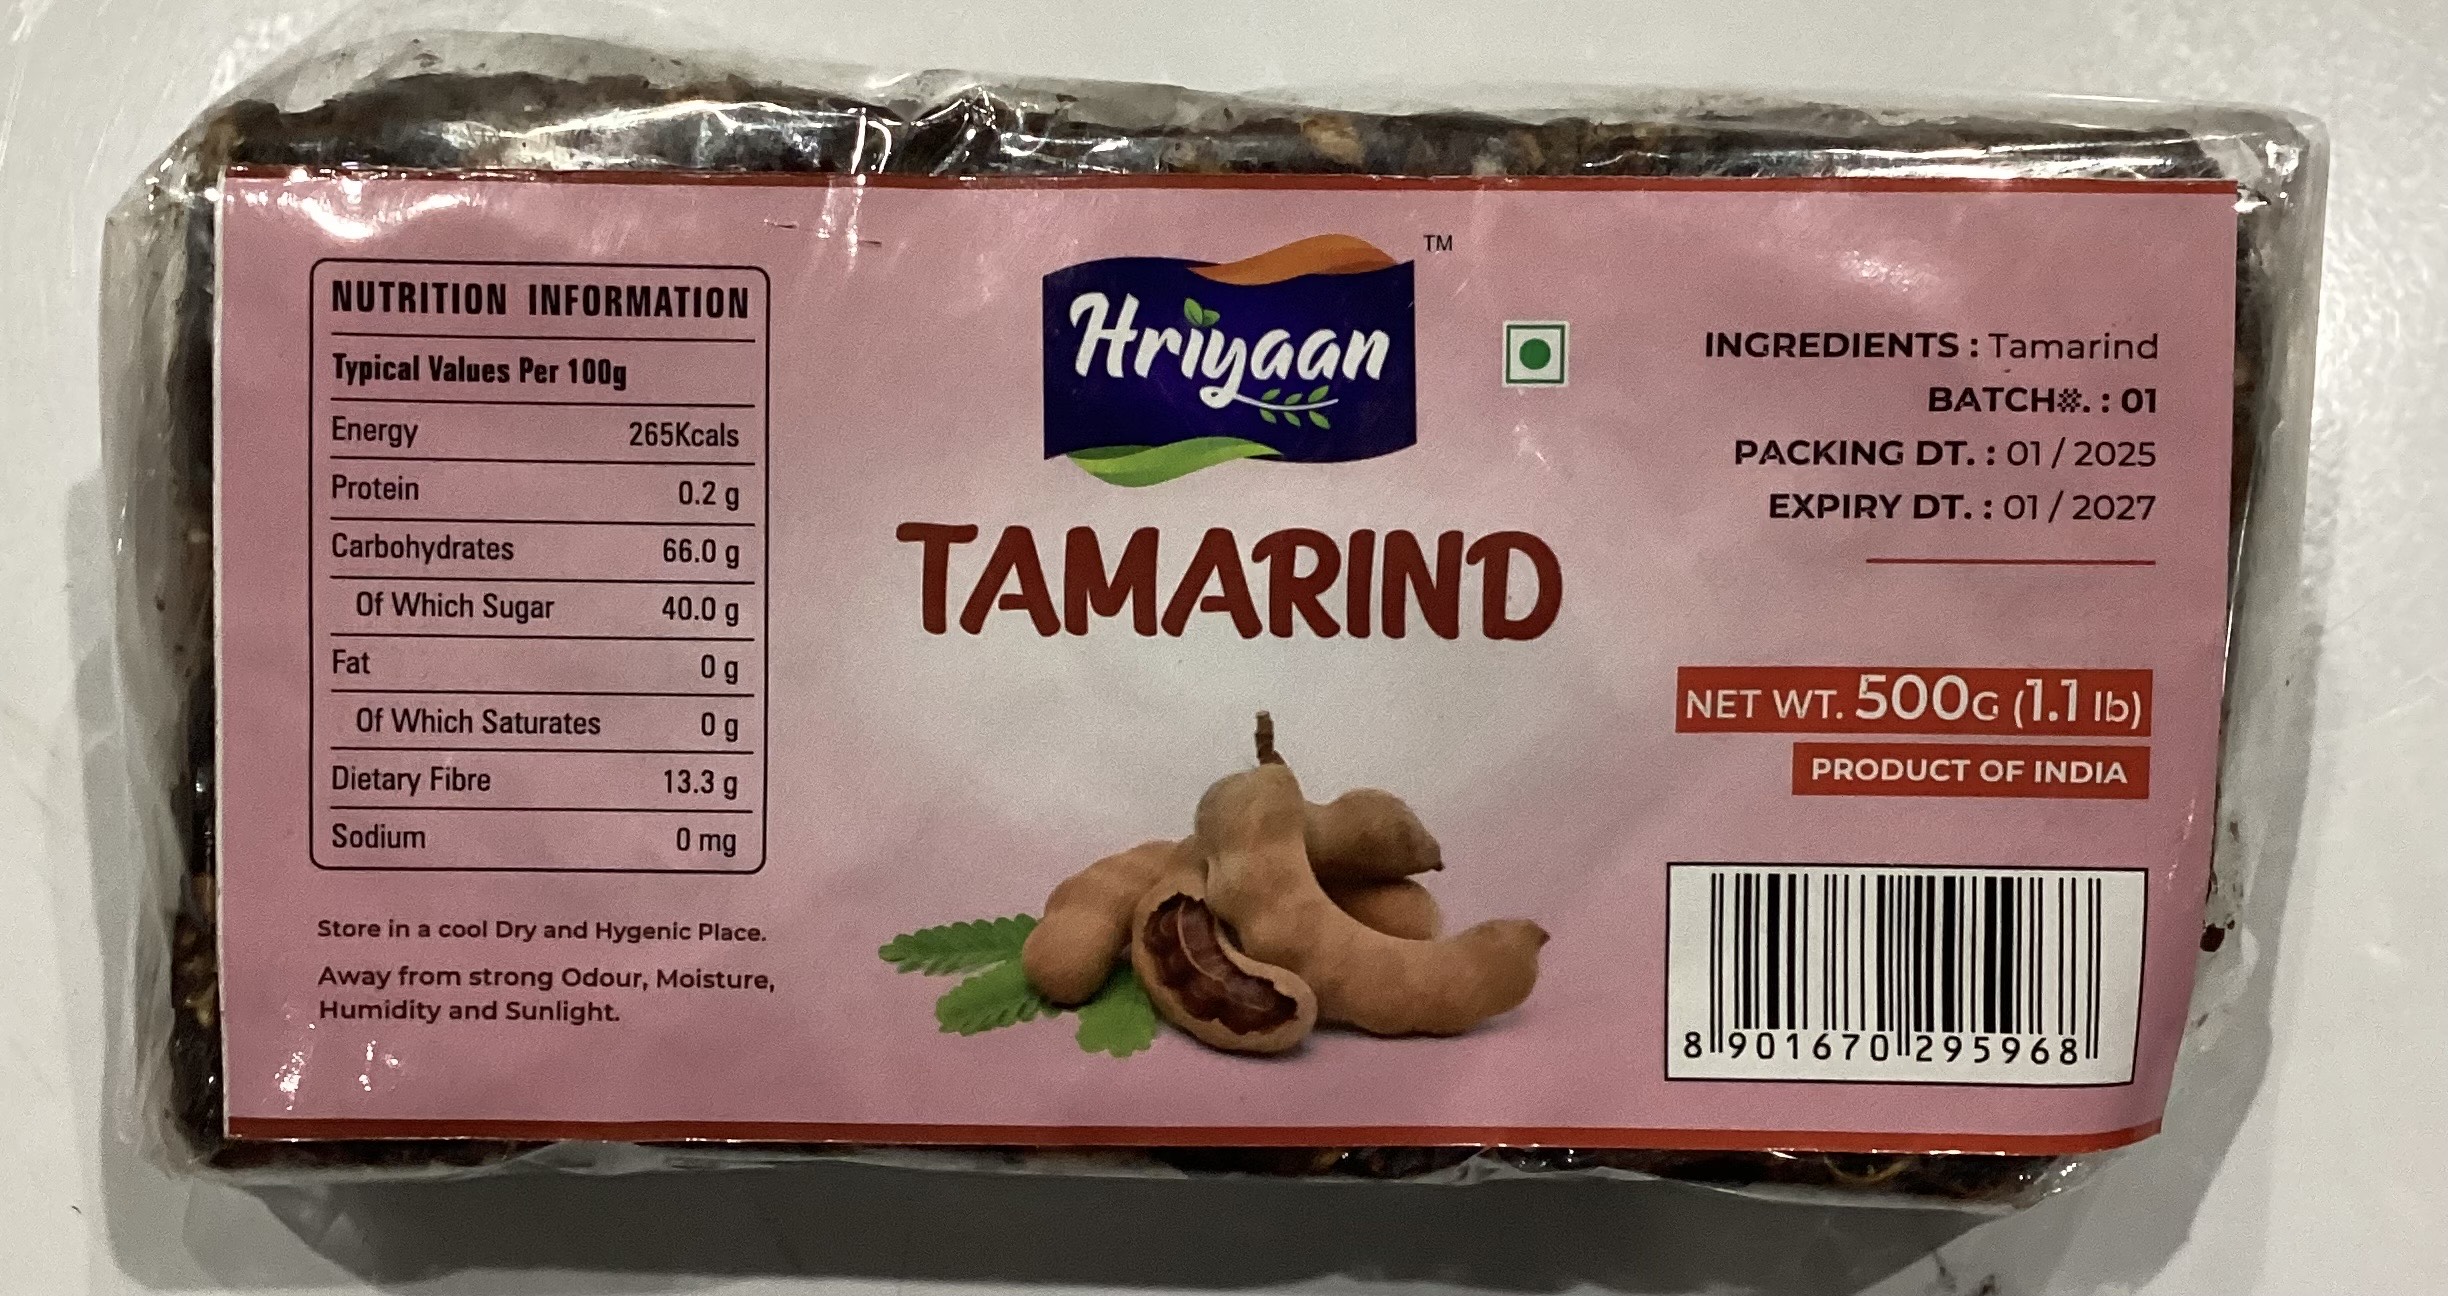 NUTRITION INFORMATION
Typical Values Per 100g
Energy 265Kcals
Protein 0.2 g
Carbohydrates 66.0 g
Of Which Sugar 40.0 g
Fat 0 g
Of Which Saturates 0 g
Dietary Fibre 13.3 g
Sodium 0 mg
Store in a cool Dry and Hygenic Place.
Away from strong Odour, Moisture,
Humidity and Sunlight.
Hriyaan TM
TAMARIND
INGREDIENTS : Tamarind
BATCH#. : 01
PACKING DT. : 01 / 2025
EXPIRY DT. : 01 / 2027
NET WT. 500G (1.1 lb)
PRODUCT OF INDIA
8 901670 295968